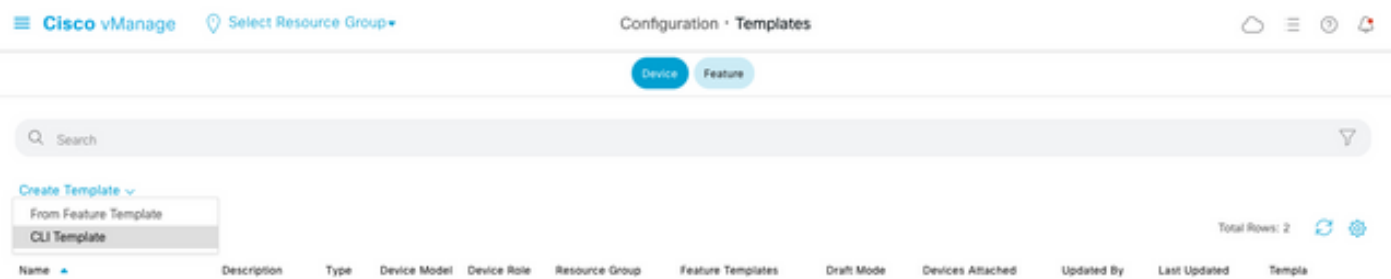 Cisco vManage Select Resource Group Configuration · Templates
Device Feature
Search
Create Template
From Feature Template
CLI Template
Total Rows: 2
Name Description Type Device Model Device Role Resource Group Feature Templates Draft Mode Devices Attached Updated By Last Updated Templa